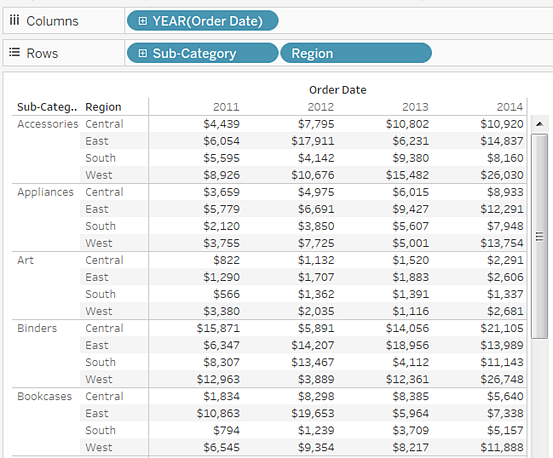 Columns YEAR(Order Date)
Rows Sub-Category Region
Order Date
Sub-Categ.. Region 2011 2012 2013 2014
Accessories Central $4,439 $7,795 $10,802 $10,920
East $6,054 $17,911 $6,231 $14,837
South $5,595 $4,142 $9,380 $8,160
West $8,926 $10,676 $15,482 $26,030
Appliances Central $3,659 $4,975 $6,015 $8,933
East $5,779 $6,691 $9,427 $12,291
South $2,120 $3,850 $5,607 $7,948
West $3,755 $7,725 $5,001 $13,754
Art Central $822 $1,132 $1,520 $2,291
East $1,290 $1,707 $1,883 $2,606
South $566 $1,362 $1,391 $1,337
West $3,380 $2,035 $1,116 $2,681
Binders Central $15,871 $5,891 $14,056 $21,105
East $6,347 $14,207 $18,956 $13,989
South $8,307 $13,467 $4,112 $11,143
West $12,963 $3,889 $12,361 $26,748
Bookcases Central $1,834 $8,298 $8,385 $5,640
East $10,863 $19,653 $5,964 $7,338
South $794 $1,239 $3,709 $5,157
West $6,545 $9,354 $8,217 $11,888